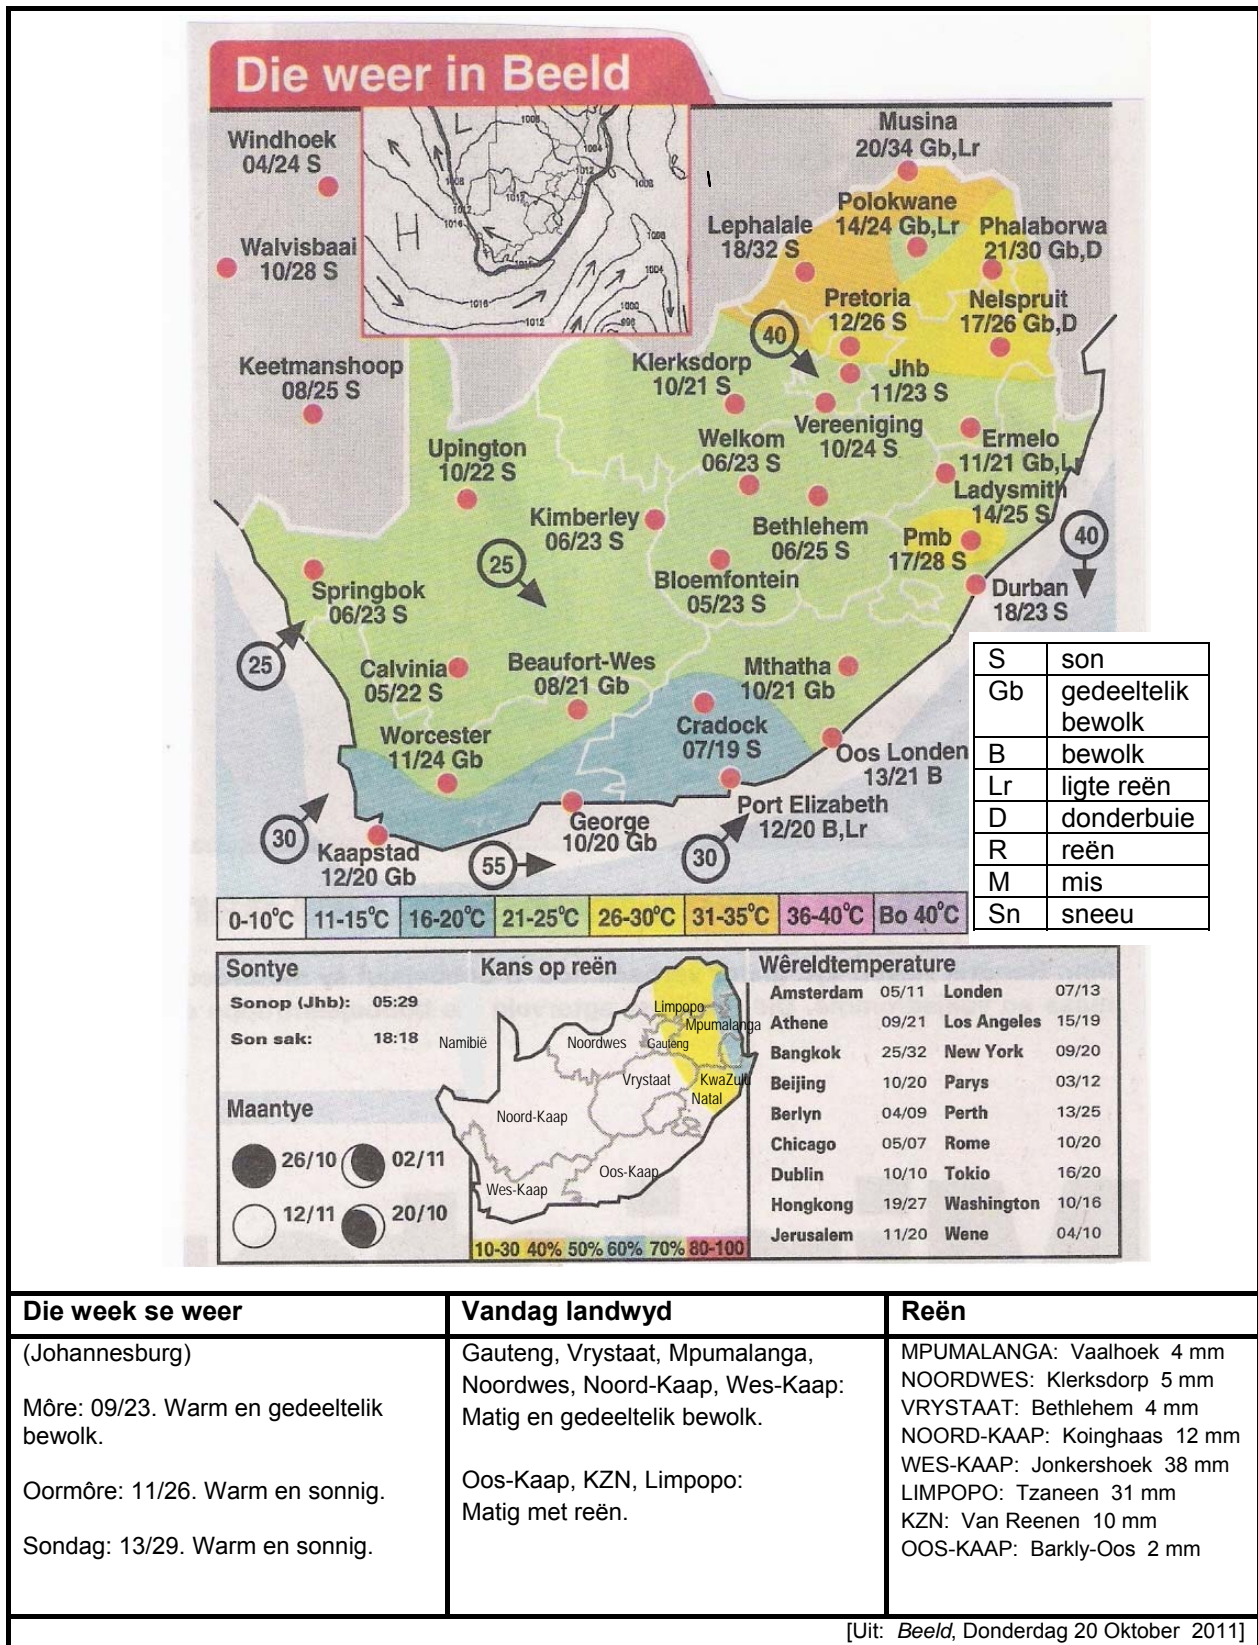 Die weer in Beeld
Windhoek
04/24 S
Walvisbaai
10/28 S
Keetmanshoop
08/25 S
L
H
1008
1004
1012
1008
1008
1012
1012
1016
1016
1008
1004
1000
996
1016
1012
Musina
20/34 Gb,Lr
Polokwane
14/24 Gb,Lr
Lephalale
18/32 S
Phalaborwa
21/30 Gb,D
Pretoria
12/26 S
Nelspruit
17/26 Gb,D
40
Klerksdorp
10/21 S
Jhb
11/23 S
Vereeniging
10/24 S
Welkom
06/23 S
Ermelo
11/21 Gb,Lr
Upington
10/22 S
Ladysmith
14/25 S
Kimberley
06/23 S
Bethlehem
06/25 S
Pmb
17/28 S
40
25
Bloemfontein
05/23 S
Durban
18/23 S
Springbok
06/23 S
25
Calvinia
05/22 S
Beaufort-Wes
08/21 Gb
Mthatha
10/21 Gb
Worcester
11/24 Gb
Cradock
07/19 S
Oos Londen
13/21 B
Port Elizabeth
12/20 B,Lr
George
10/20 Gb
30
Kaapstad
12/20 Gb
55
30
S son
Gb gedeeltelik
bewolk
B bewolk
Lr ligte reën
D donderbuie
R reën
M mis
Sn sneeu
0-10°C 11-15°C 16-20°C 21-25°C 26-30°C 31-35°C 36-40°C Bo 40°C
Sontye
Sonop (Jhb): 05:29
Son sak: 18:18
Maantye
26/10 02/11
12/11 20/10
Kans op reën
Limpopo
Mpumalanga
Namibië
Noordwes
Gauteng
Vrystaat
KwaZulu
Natal
Noord-Kaap
Oos-Kaap
Wes-Kaap
10-30 40% 50% 60% 70% 80-100
Wêreldtemperature
Amsterdam 05/11 Londen 07/13
Athene 09/21 Los Angeles 15/19
Bangkok 25/32 New York 09/20
Beijing 10/20 Parys 03/12
Berlyn 04/09 Perth 13/25
Chicago 05/07 Rome 10/20
Dublin 10/10 Tokio 16/20
Hongkong 19/27 Washington 10/16
Jerusalem 11/20 Wene 04/10
Die week se weer
(Johannesburg)
Môre: 09/23. Warm en gedeeltelik
bewolk.
Oormôre: 11/26. Warm en sonnig.
Sondag: 13/29. Warm en sonnig.
Vandag landwyd
Gauteng, Vrystaat, Mpumalanga,
Noordwes, Noord-Kaap, Wes-Kaap:
Matig en gedeeltelik bewolk.
Oos-Kaap, KZN, Limpopo:
Matig met reën.
Reën
MPUMALANGA: Vaalhoek 4 mm
NOORDWES: Klerksdorp 5 mm
VRYSTAAT: Bethlehem 4 mm
NOORD-KAAP: Koinghaas 12 mm
WES-KAAP: Jonkershoek 38 mm
LIMPOPO: Tzaneen 31 mm
KZN: Van Reenen 10 mm
OOS-KAAP: Barkly-Oos 2 mm
[Uit: Beeld, Donderdag 20 Oktober 2011]